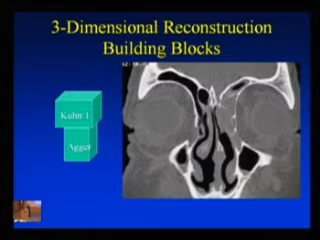 3-Dimensional Reconstruction
Building Blocks
Kuhn 1
Agger